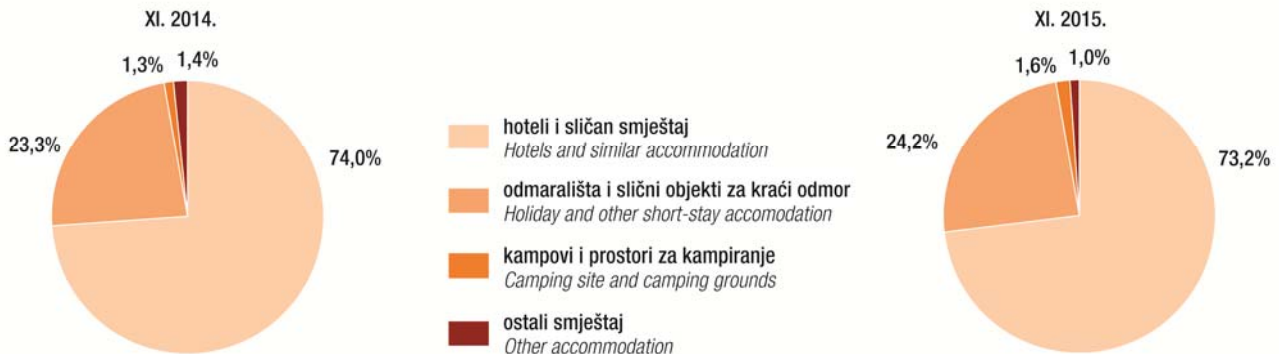 XI. 2014.
1,3%
1,4%
23,3%
74,0%
hoteli i sličan smještaj
Hotels and similar accommodation
odmarališta i slični objekti za kraći odmor
Holiday and other short-stay accomodation
kampovi i prostori za kampiranje
Camping site and camping grounds
ostali smještaj
Other accommodation
XI. 2015.
1,6%
1,0%
24,2%
73,2%